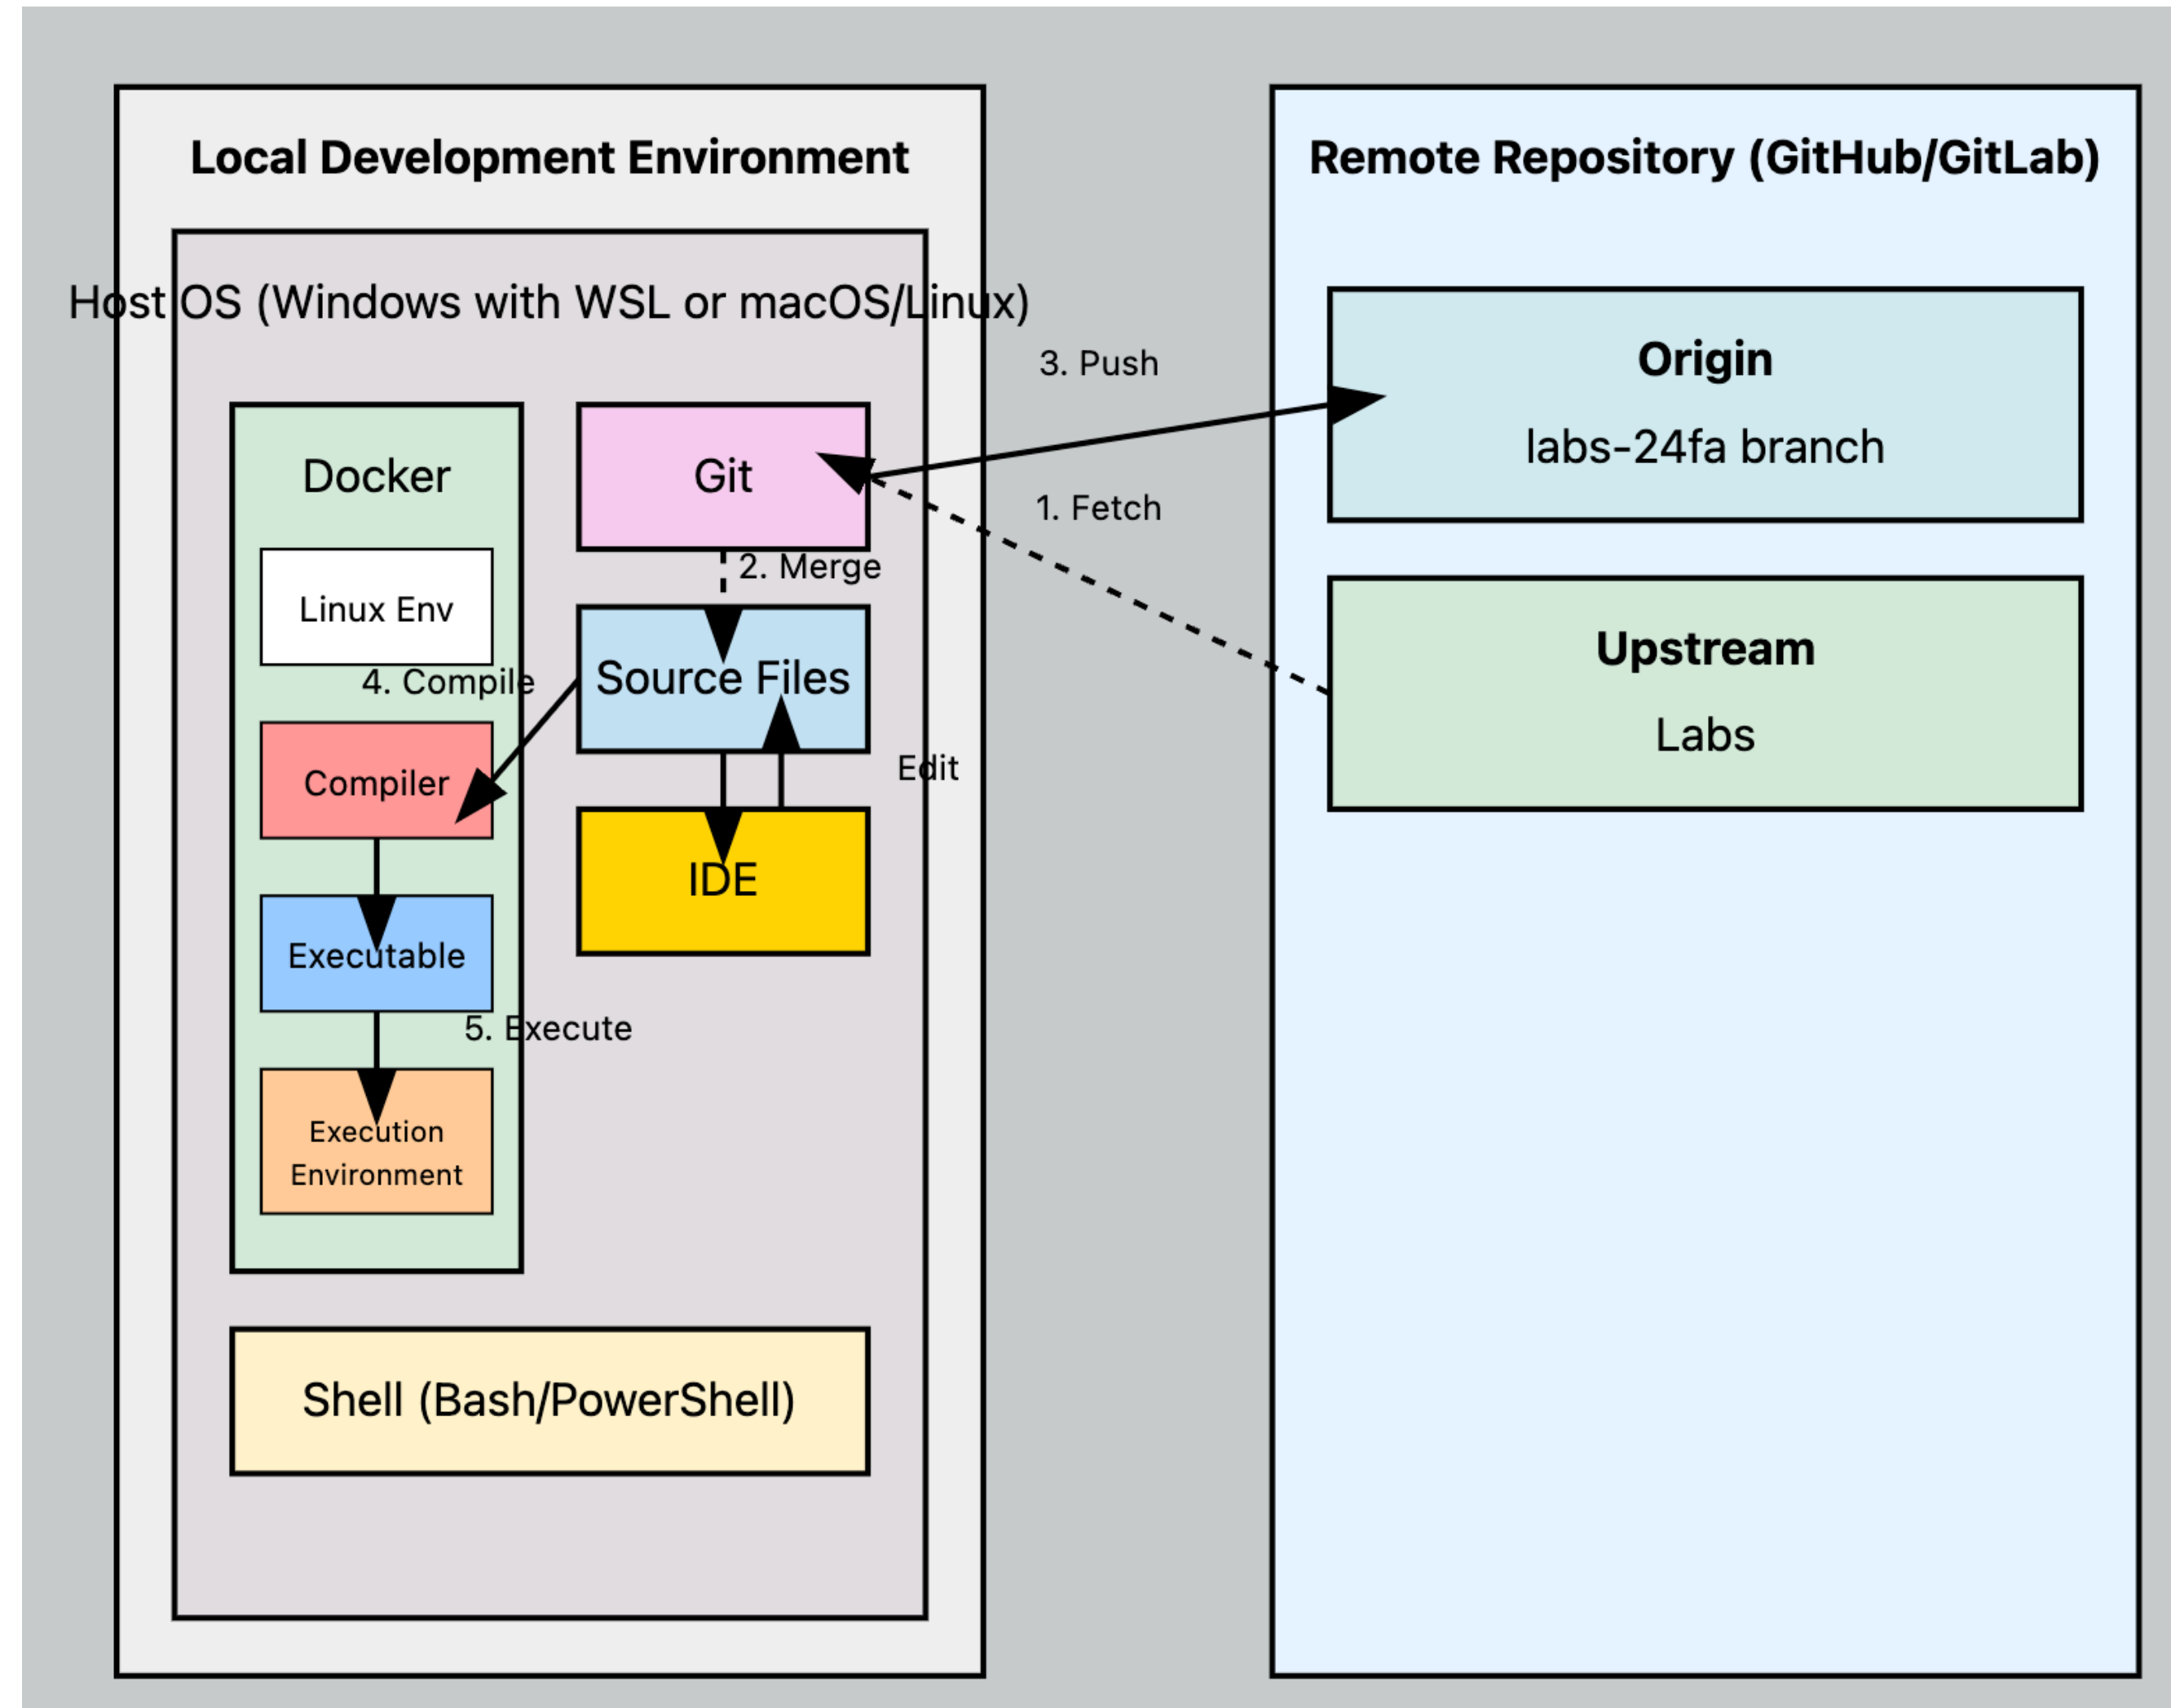 Local Development Environment
Host OS (Windows with WSL or macOS/Linux)
Docker
Linux Env
4. Compile
Compiler
Executable
5. Execute
Execution
Environment
Git
2. Merge
Source Files
Edit
IDE
Shell (Bash/PowerShell)
3. Push
1. Fetch
Remote Repository (GitHub/GitLab)
Origin
labs-24fa branch
Upstream
Labs